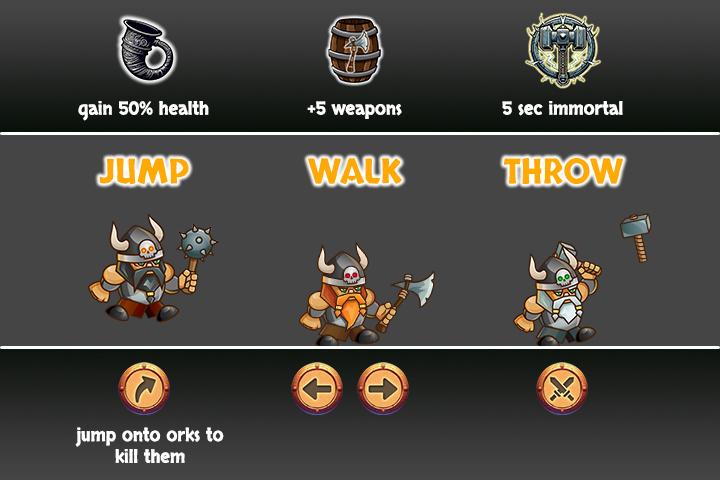 gain 50% health
+5 weapons
5 sec immortal
JUMP
WALK
THROW
jump onto orks to
kill them